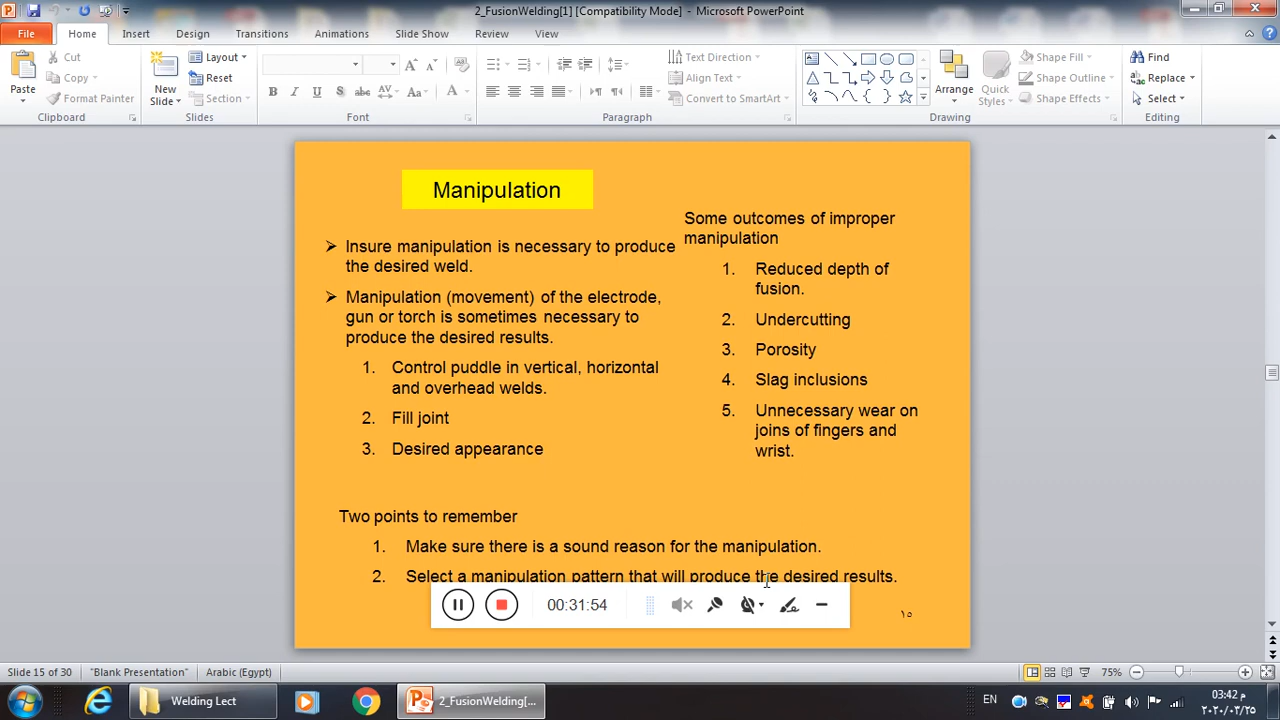 2_FusionWelding[1] [Compatibility Mode] - Microsoft PowerPoint
File Home Insert Design Transitions Animations Slide Show Review View
Paste
Cut
Copy
Format Painter
Clipboard
New Slide
Layout
Reset
Section
Slides
B I U S abc AV Aa A
Font
Text Direction
Align Text
Convert to SmartArt
Paragraph
Arrange
Quick Styles
Shape Fill
Shape Outline
Shape Effects
Drawing
Find
Replace
Select
Editing
Manipulation
Insure manipulation is necessary to produce
the desired weld.
Manipulation (movement) of the electrode,
gun or torch is sometimes necessary to
produce the desired results.
1. Control puddle in vertical, horizontal
and overhead welds.
2. Fill joint
3. Desired appearance
Some outcomes of improper
manipulation
1. Reduced depth of
fusion.
2. Undercutting
3. Porosity
4. Slag inclusions
5. Unnecessary wear on
joins of fingers and
wrist.
Two points to remember
1. Make sure there is a sound reason for the manipulation.
2. Select a manipulation pattern that will produce the desired results.
00:31:54
١٥
Slide 15 of 30 "Blank Presentation" Arabic (Egypt) 75%
Welding Lect 2_FusionWelding[... EN
03:42 م
٢٠٢٠/٠٣/٢٥